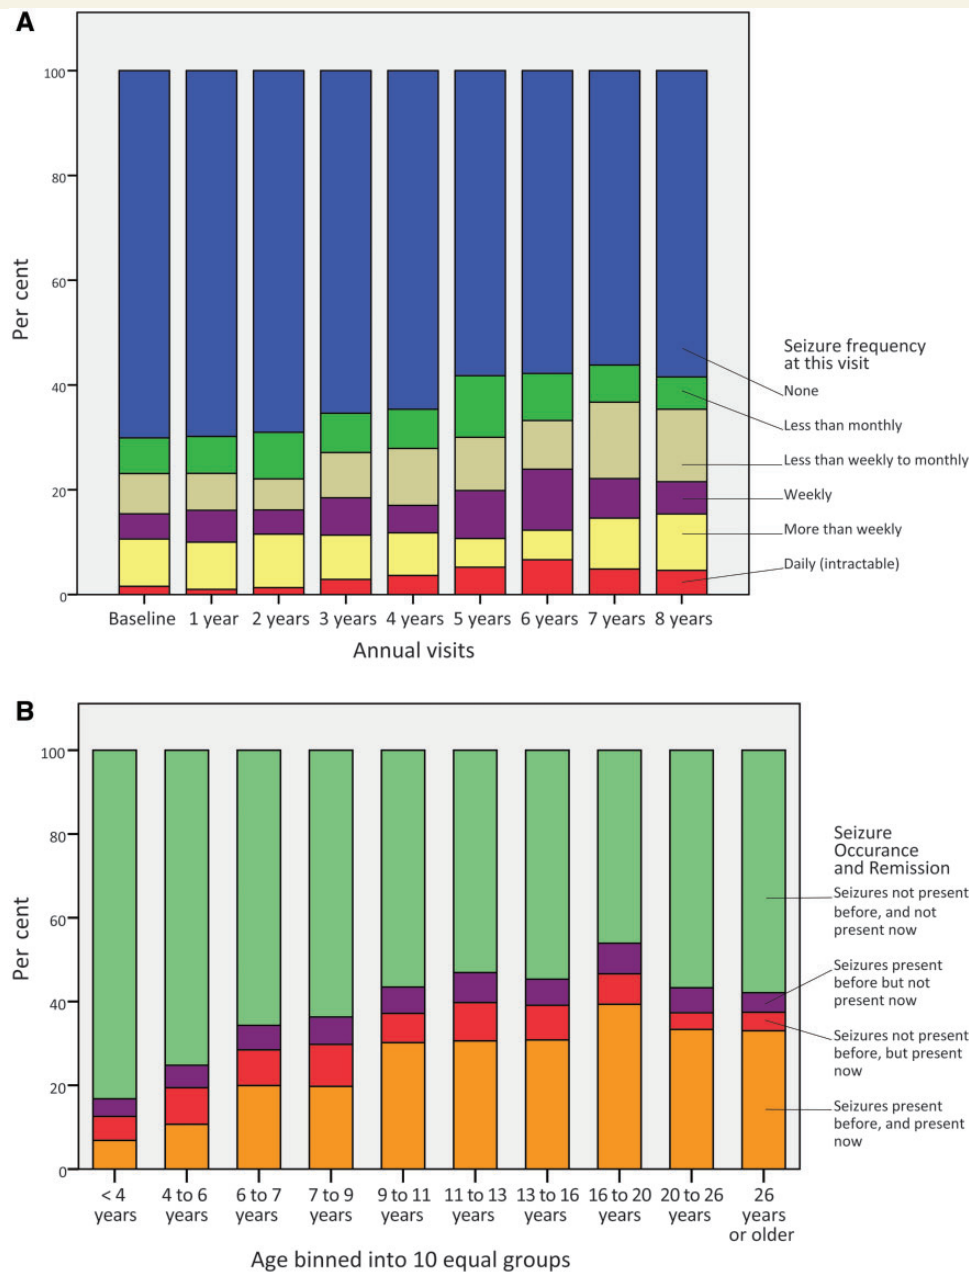 A
100
80
60
40
20
0
Per cent
Seizure frequency
at this visit
None
Less than monthly
Less than weekly to monthly
Weekly
More than weekly
Daily (intractable)
Baseline 1 year 2 years 3 years 4 years 5 years 6 years 7 years 8 years
Annual visits
B
100
80
60
40
20
0
Per cent
Seizure
Occurance
and Remission
Seizures not present
before, and not
present now
Seizures present
before but not
present now
Seizures not present
before, but present
now
Seizures present
before, and present
now
< 4 4 to 6 6 to 7 7 to 9 9 to 11 11 to 13 13 to 16 16 to 20 20 to 26 26
years years years years years years years years years years
or older
Age binned into 10 equal groups